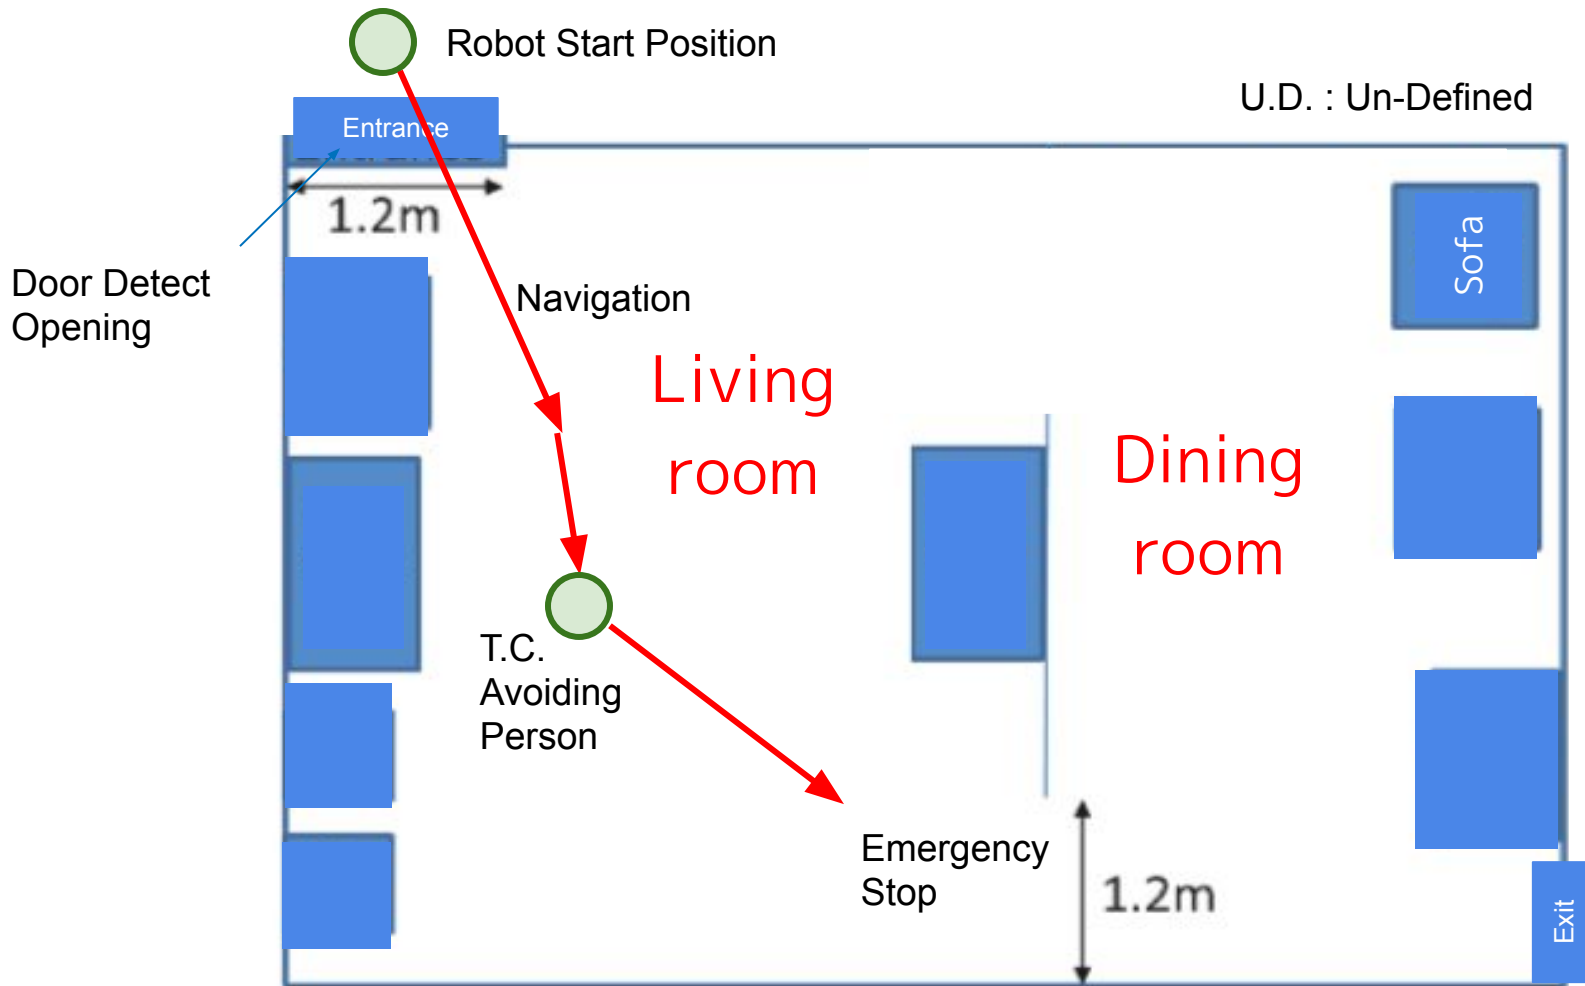 Robot Start Position
U.D. : Un-Defined
Entrance
1.2m
Door Detect
Opening
Navigation
Living
room
Sofa
Dining
room
T.C.
Avoiding
Person
Emergency
Stop
1.2m
Exit